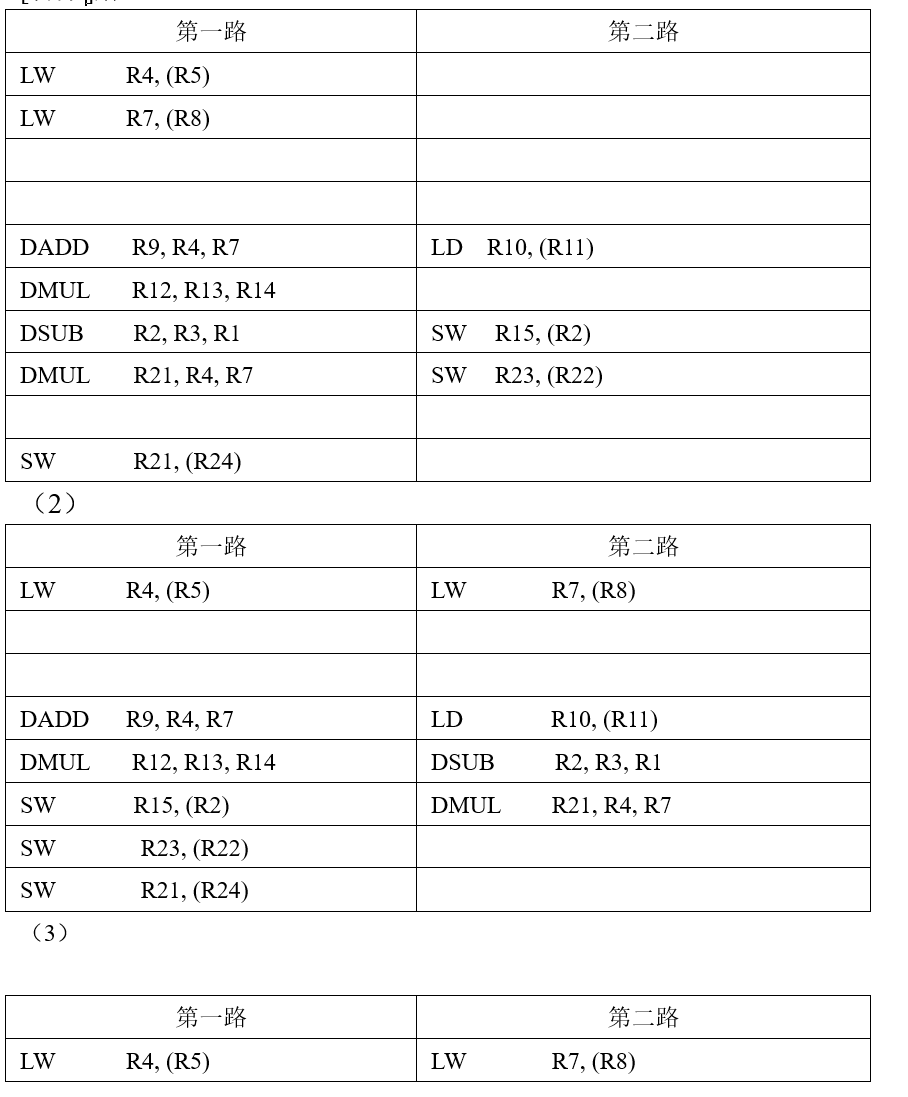 第一路 第二路
LW R4, (R5)
LW R7, (R8)
DADD R9, R4, R7 LD R10, (R11)
DMUL R12, R13, R14
DSUB R2, R3, R1 SW R15, (R2)
DMUL R21, R4, R7 SW R23, (R22)
SW R21, (R24)
（2）
第一路 第二路
LW R4, (R5) LW R7, (R8)
DADD R9, R4, R7 LD R10, (R11)
DMUL R12, R13, R14 DSUB R2, R3, R1
SW R15, (R2) DMUL R21, R4, R7
SW R23, (R22)
SW R21, (R24)
（3）
第一路 第二路
LW R4, (R5) LW R7, (R8)